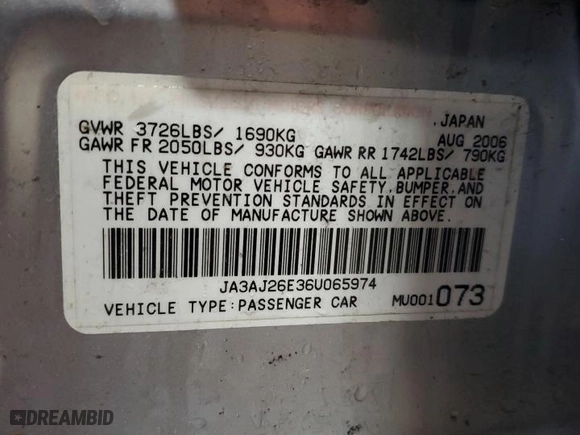 .JAPAN
GVWR 3726LBS/ 1690KG AUG 2006
GAWR FR 2050LBS/ 930KG GAWR RR 1742LBS/ 790KG
THIS VEHICLE CONFORMS TO ALL APPLICABLE
FEDERAL MOTOR VEHICLE SAFETY,BUMPER,AND
THEFT PREVENTION STANDARDS IN EFFECT ON
THE DATE OF MANUFACTURE SHOWN ABOVE.
JA3AJ26E36U065974
VEHICLE TYPE:PASSENGER CAR MU001073
DREAMBID